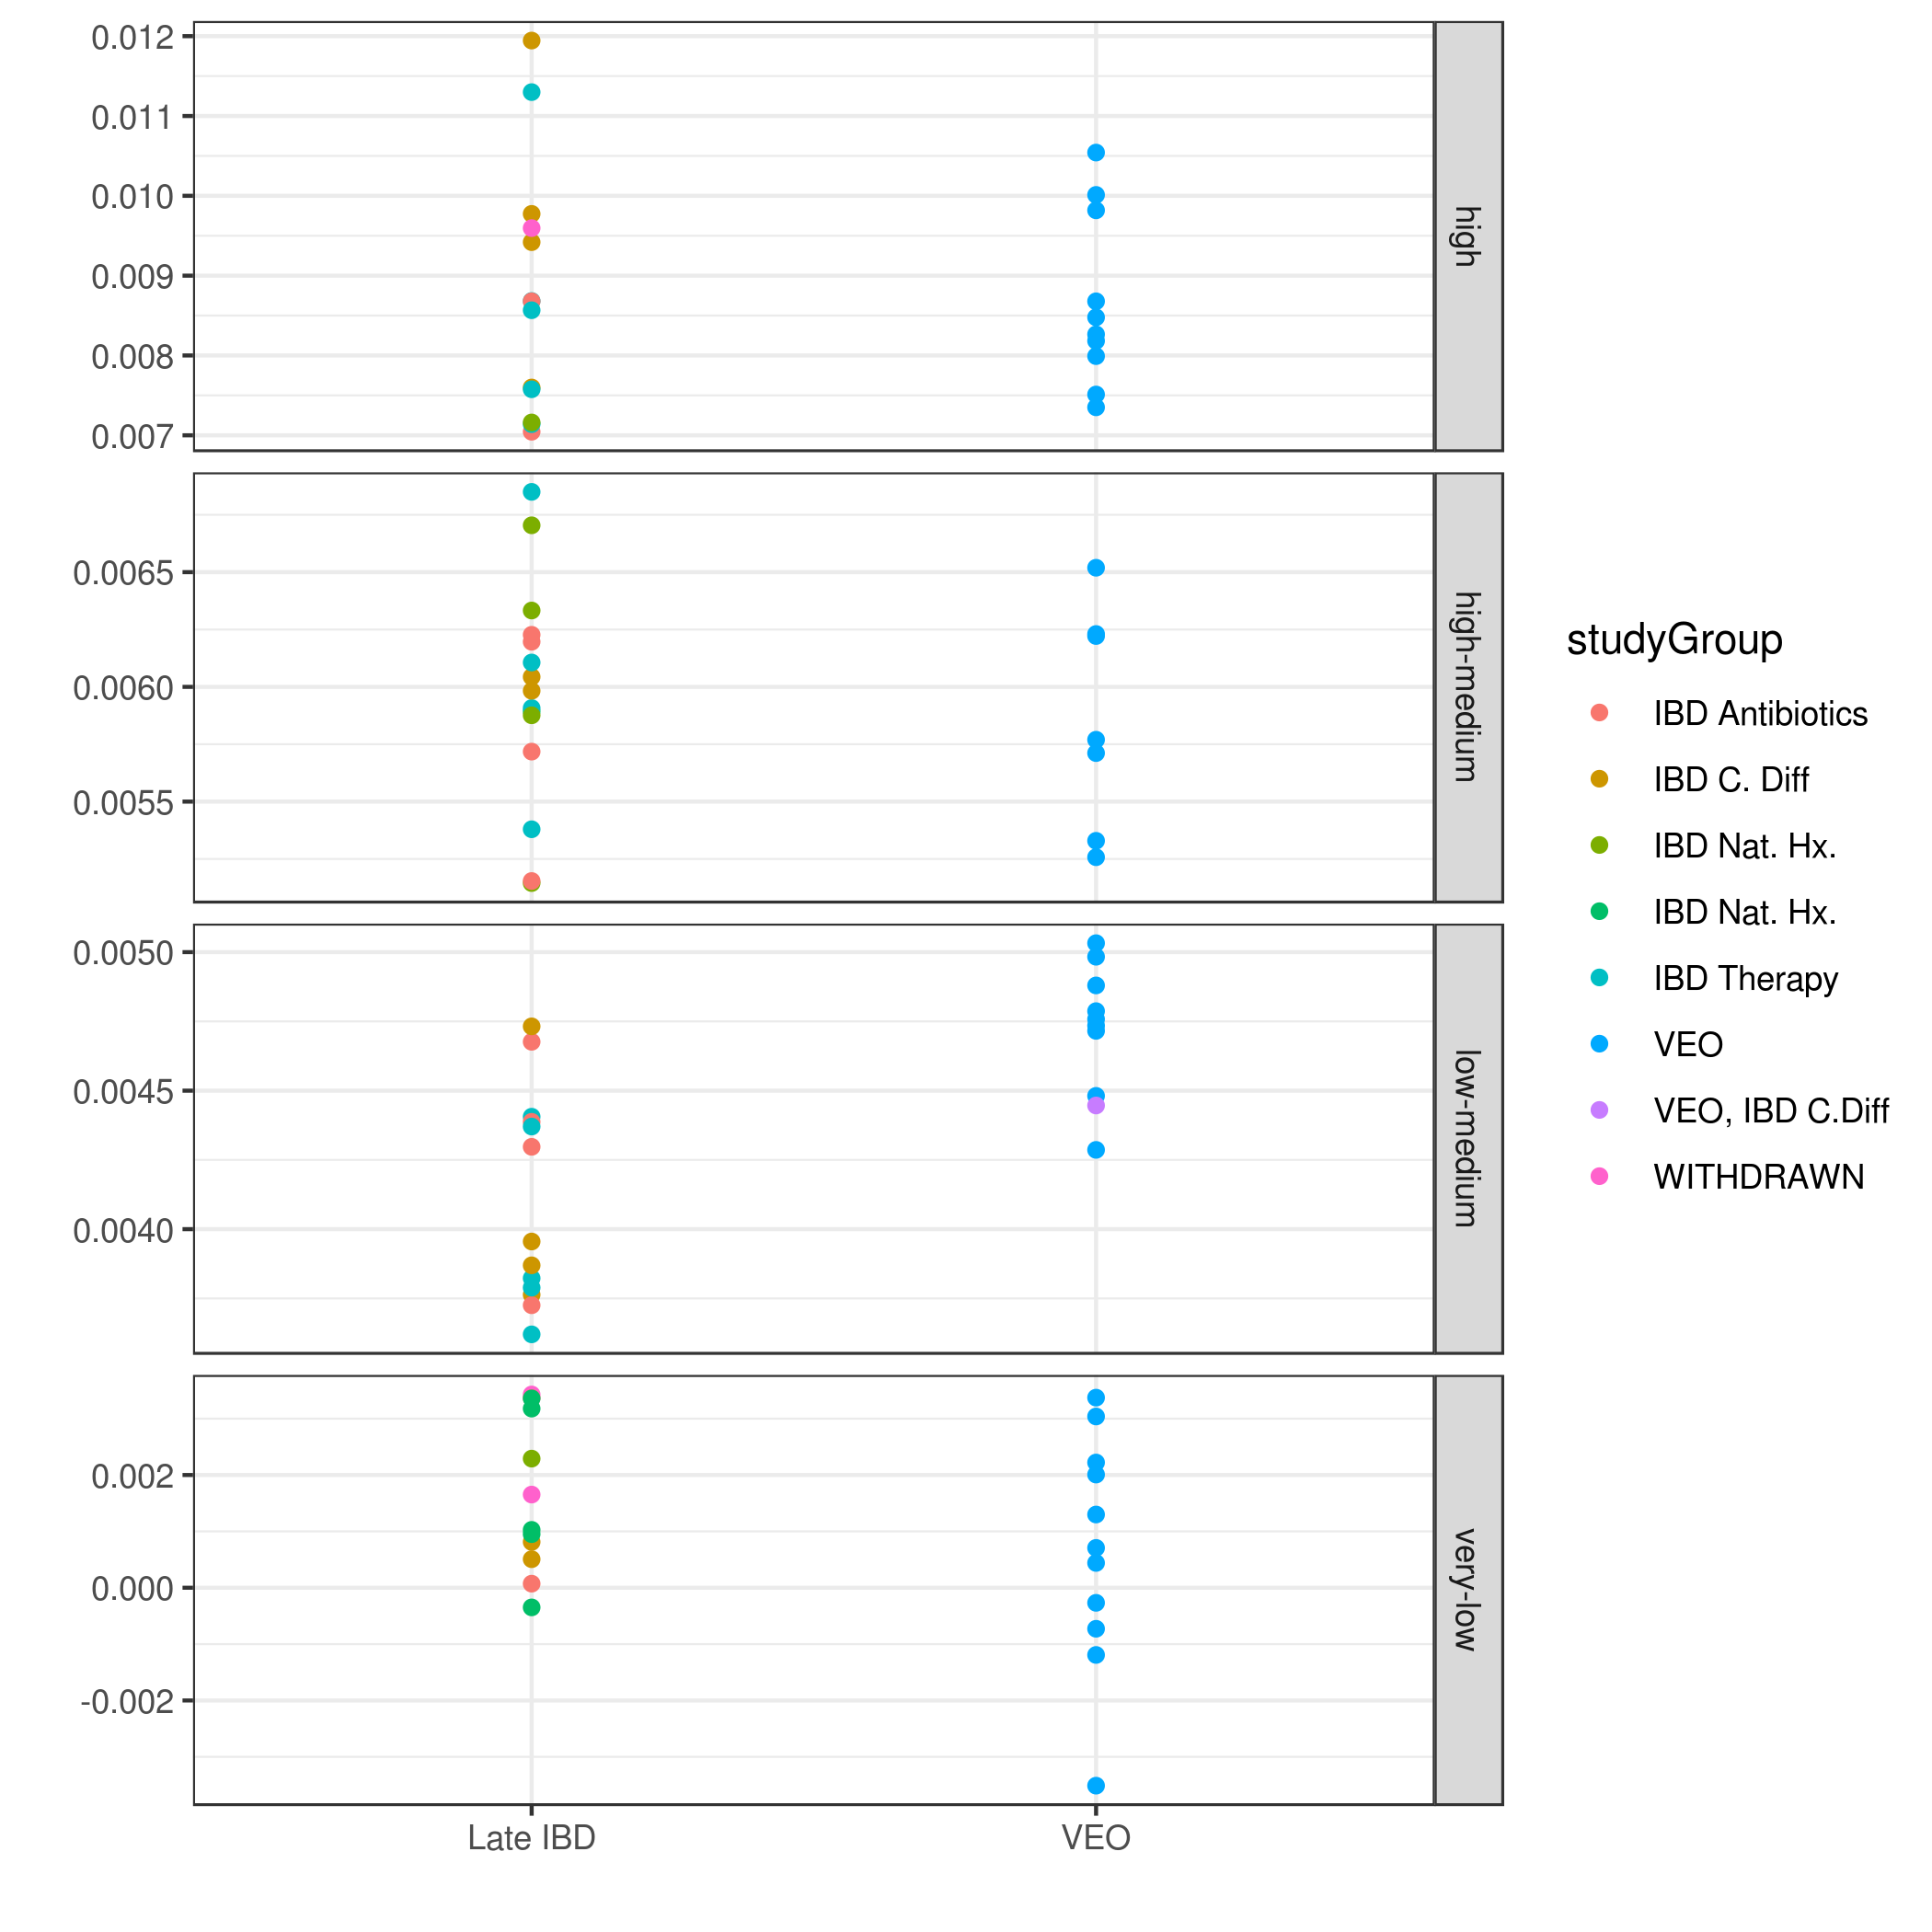 0.012
0.011
0.010
0.009
0.008
0.007
high
0.0065
0.0060
0.0055
high-medium
0.0050
0.0045
0.0040
low-medium
0.002
0.000
-0.002
very-low
Late IBD
VEO
studyGroup
IBD Antibiotics
IBD C. Diff
IBD Nat. Hx.
IBD Nat. Hx.
IBD Therapy
VEO
VEO, IBD C.Diff
WITHDRAWN